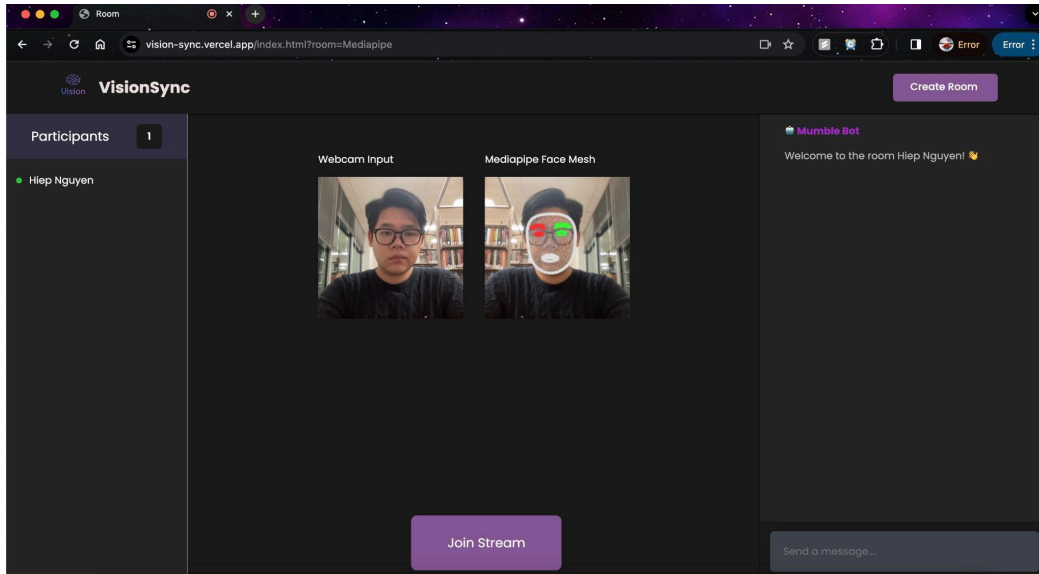 Room
vision-sync.vercel.app/index.html?room=Mediapipe
Error
Error
Vision
VisionSync
Create Room
Participants
1
Hiep Nguyen
Webcam Input
Mediapipe Face Mesh
🤖 Mumble Bot
Welcome to the room Hiep Nguyen! 👋
Join Stream
Send a message...